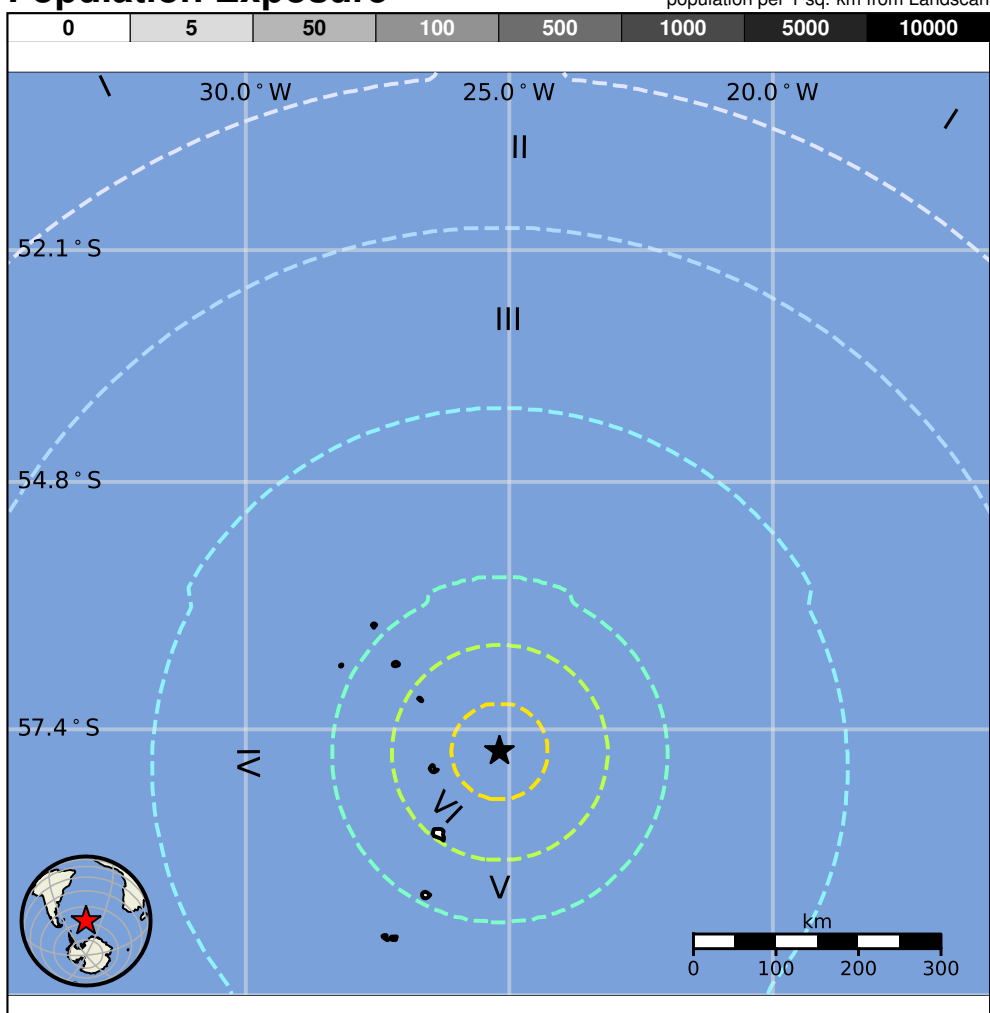 Population Exposure
population per 1 sq. km from Landscan
0 5 50 100 500 1000 5000 10000
30.0°W 25.0°W 20.0°W
I I
II
52.1°S
III
54.8°S
57.4°S
IV
VI
V
km
0 100 200 300